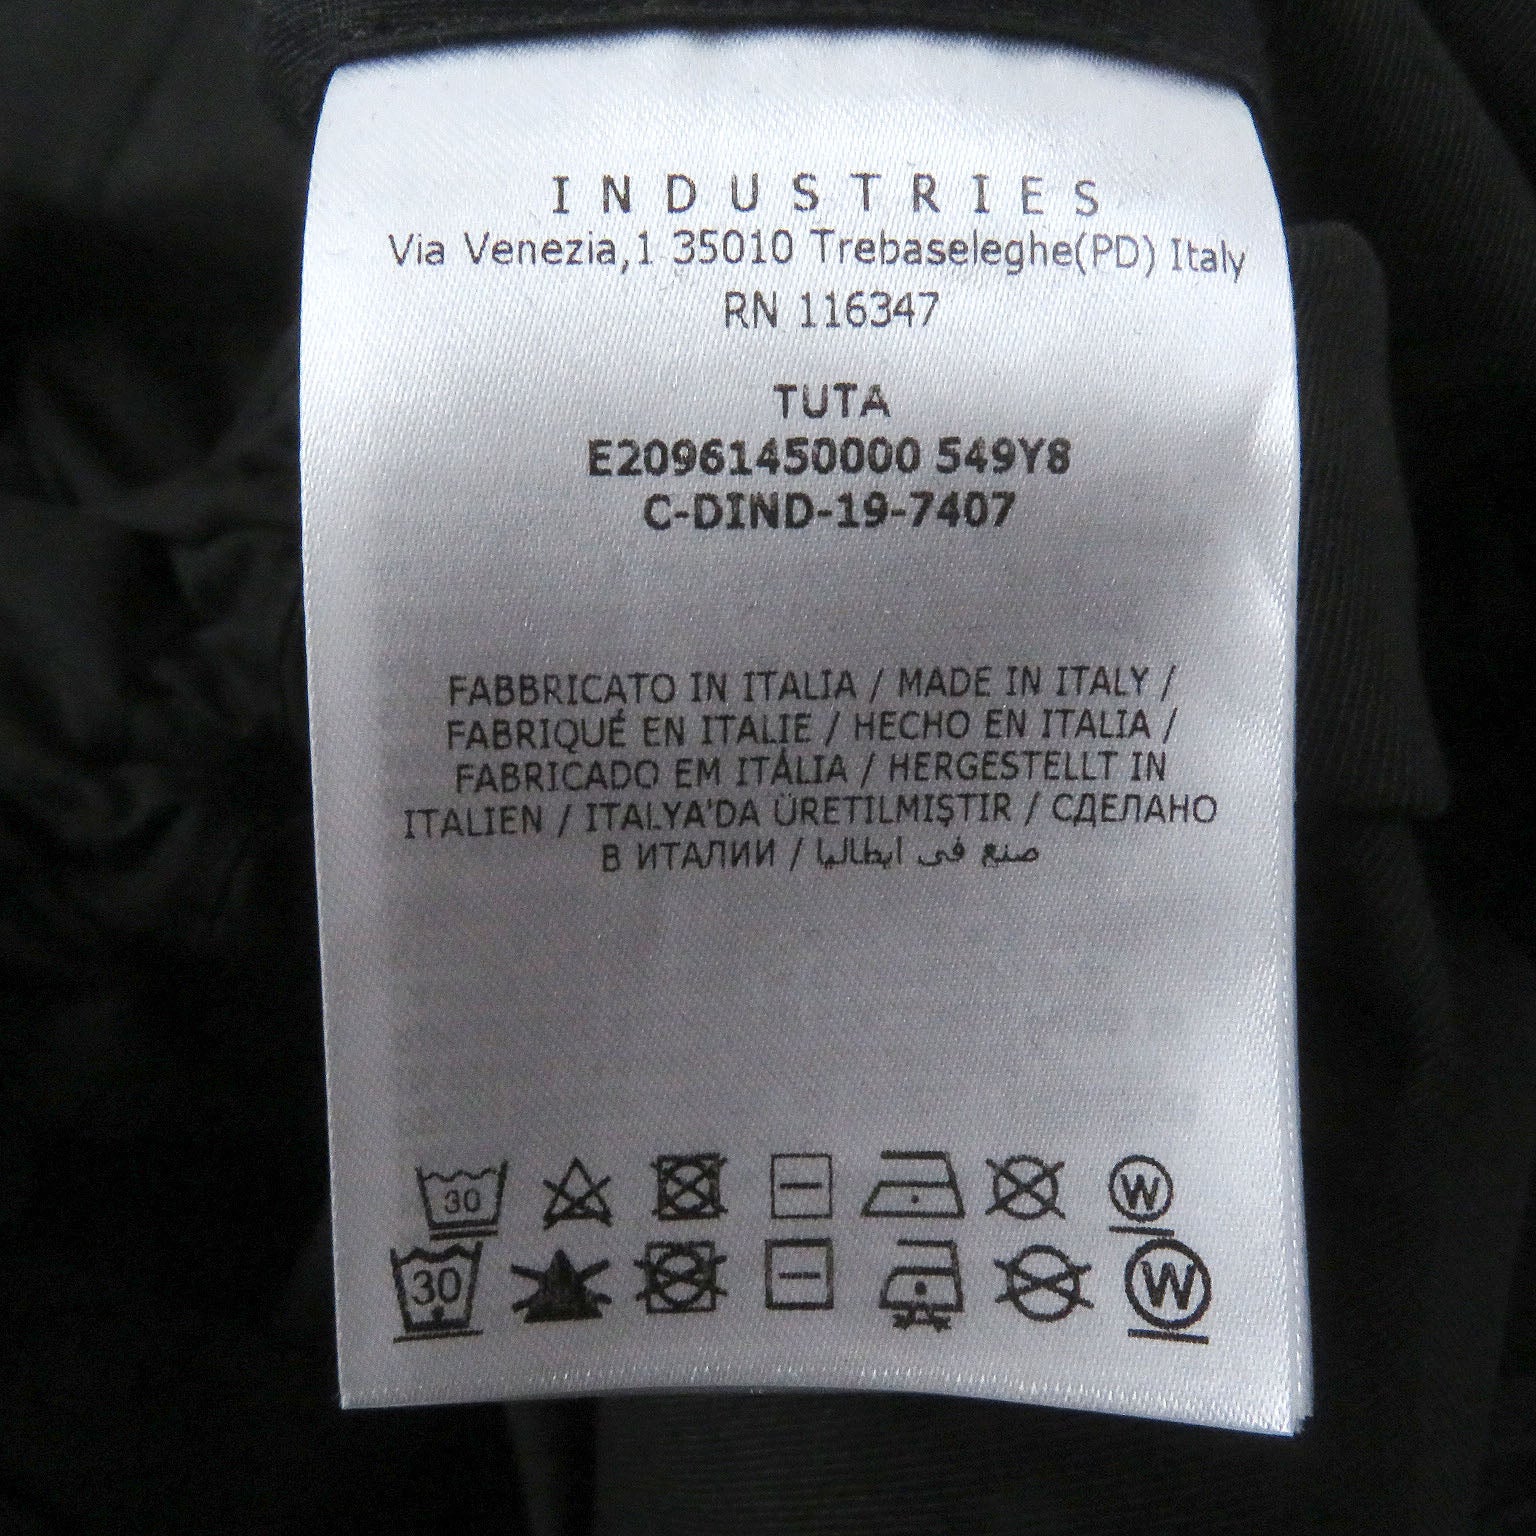 INDUSTRIES
Via Venezia,1 35010 Trebaseleghe(PD) Italy
RN 116347
TUTA
E20961450000 549Y8
C-DIND-19-7407
FABBRICATO IN ITALIA / MADE IN ITALY /
FABRIQUÉ EN ITALIE / HECHO EN ITALIA /
FABRICADO EM ITÁLIA / HERGESTELLT IN
ITALIEN / ITALYA'DA ÜRETILMIŞTIR / СДЕЛАНО
В ИТАЛИИ / صنع في ايطاليا
30 W
30 W